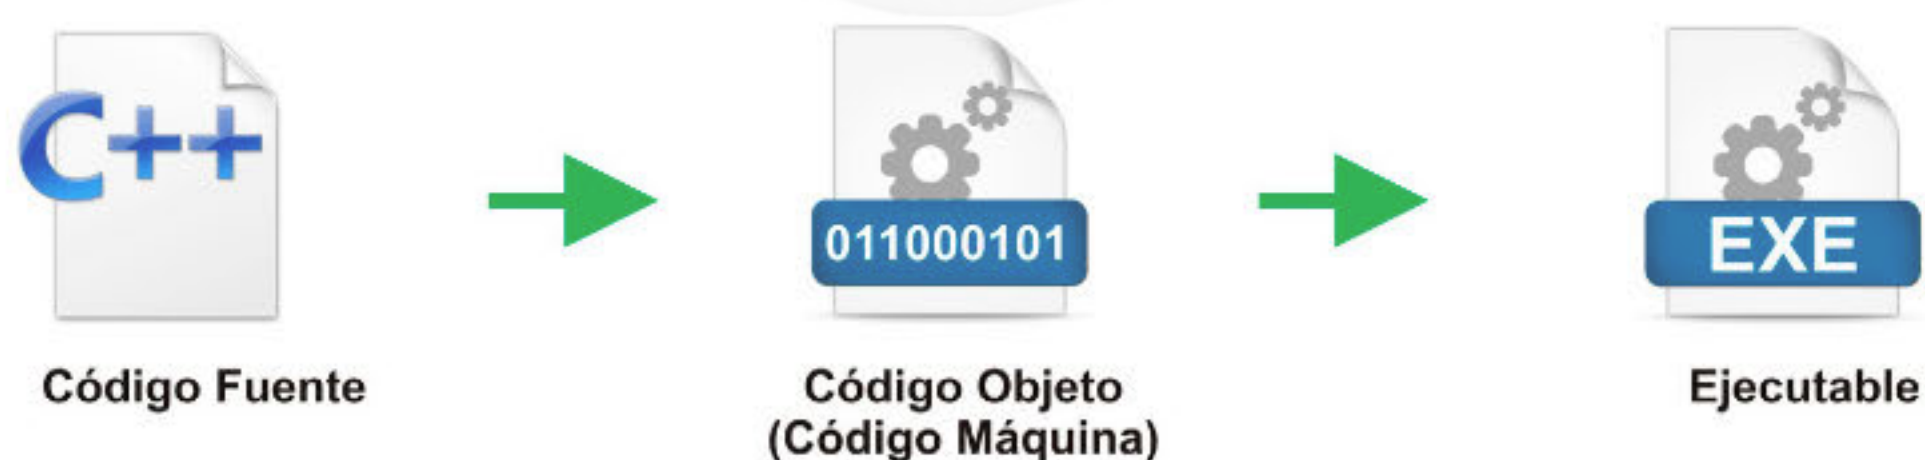 C++
011000101
EXE
Código Fuente
Código Objeto
(Código Máquina)
Ejecutable